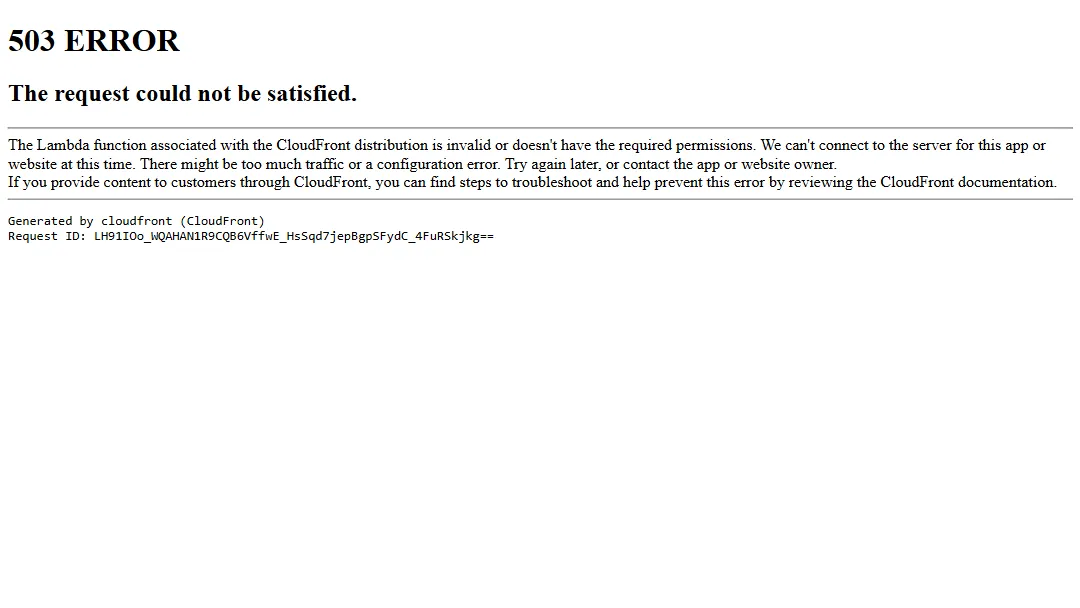 503 ERROR
The request could not be satisfied.
The Lambda function associated with the CloudFront distribution is invalid or doesn't have the required permissions. We can't connect to the server for this app or
website at this time. There might be too much traffic or a configuration error. Try again later, or contact the app or website owner.
If you provide content to customers through CloudFront, you can find steps to troubleshoot and help prevent this error by reviewing the CloudFront documentation.
Generated by cloudfront (CloudFront)
Request ID: LH91IOo_WQAHAN1R9CQB6VffwE_HsSqd7jepBgpSFydC_4FuRSkjkg==